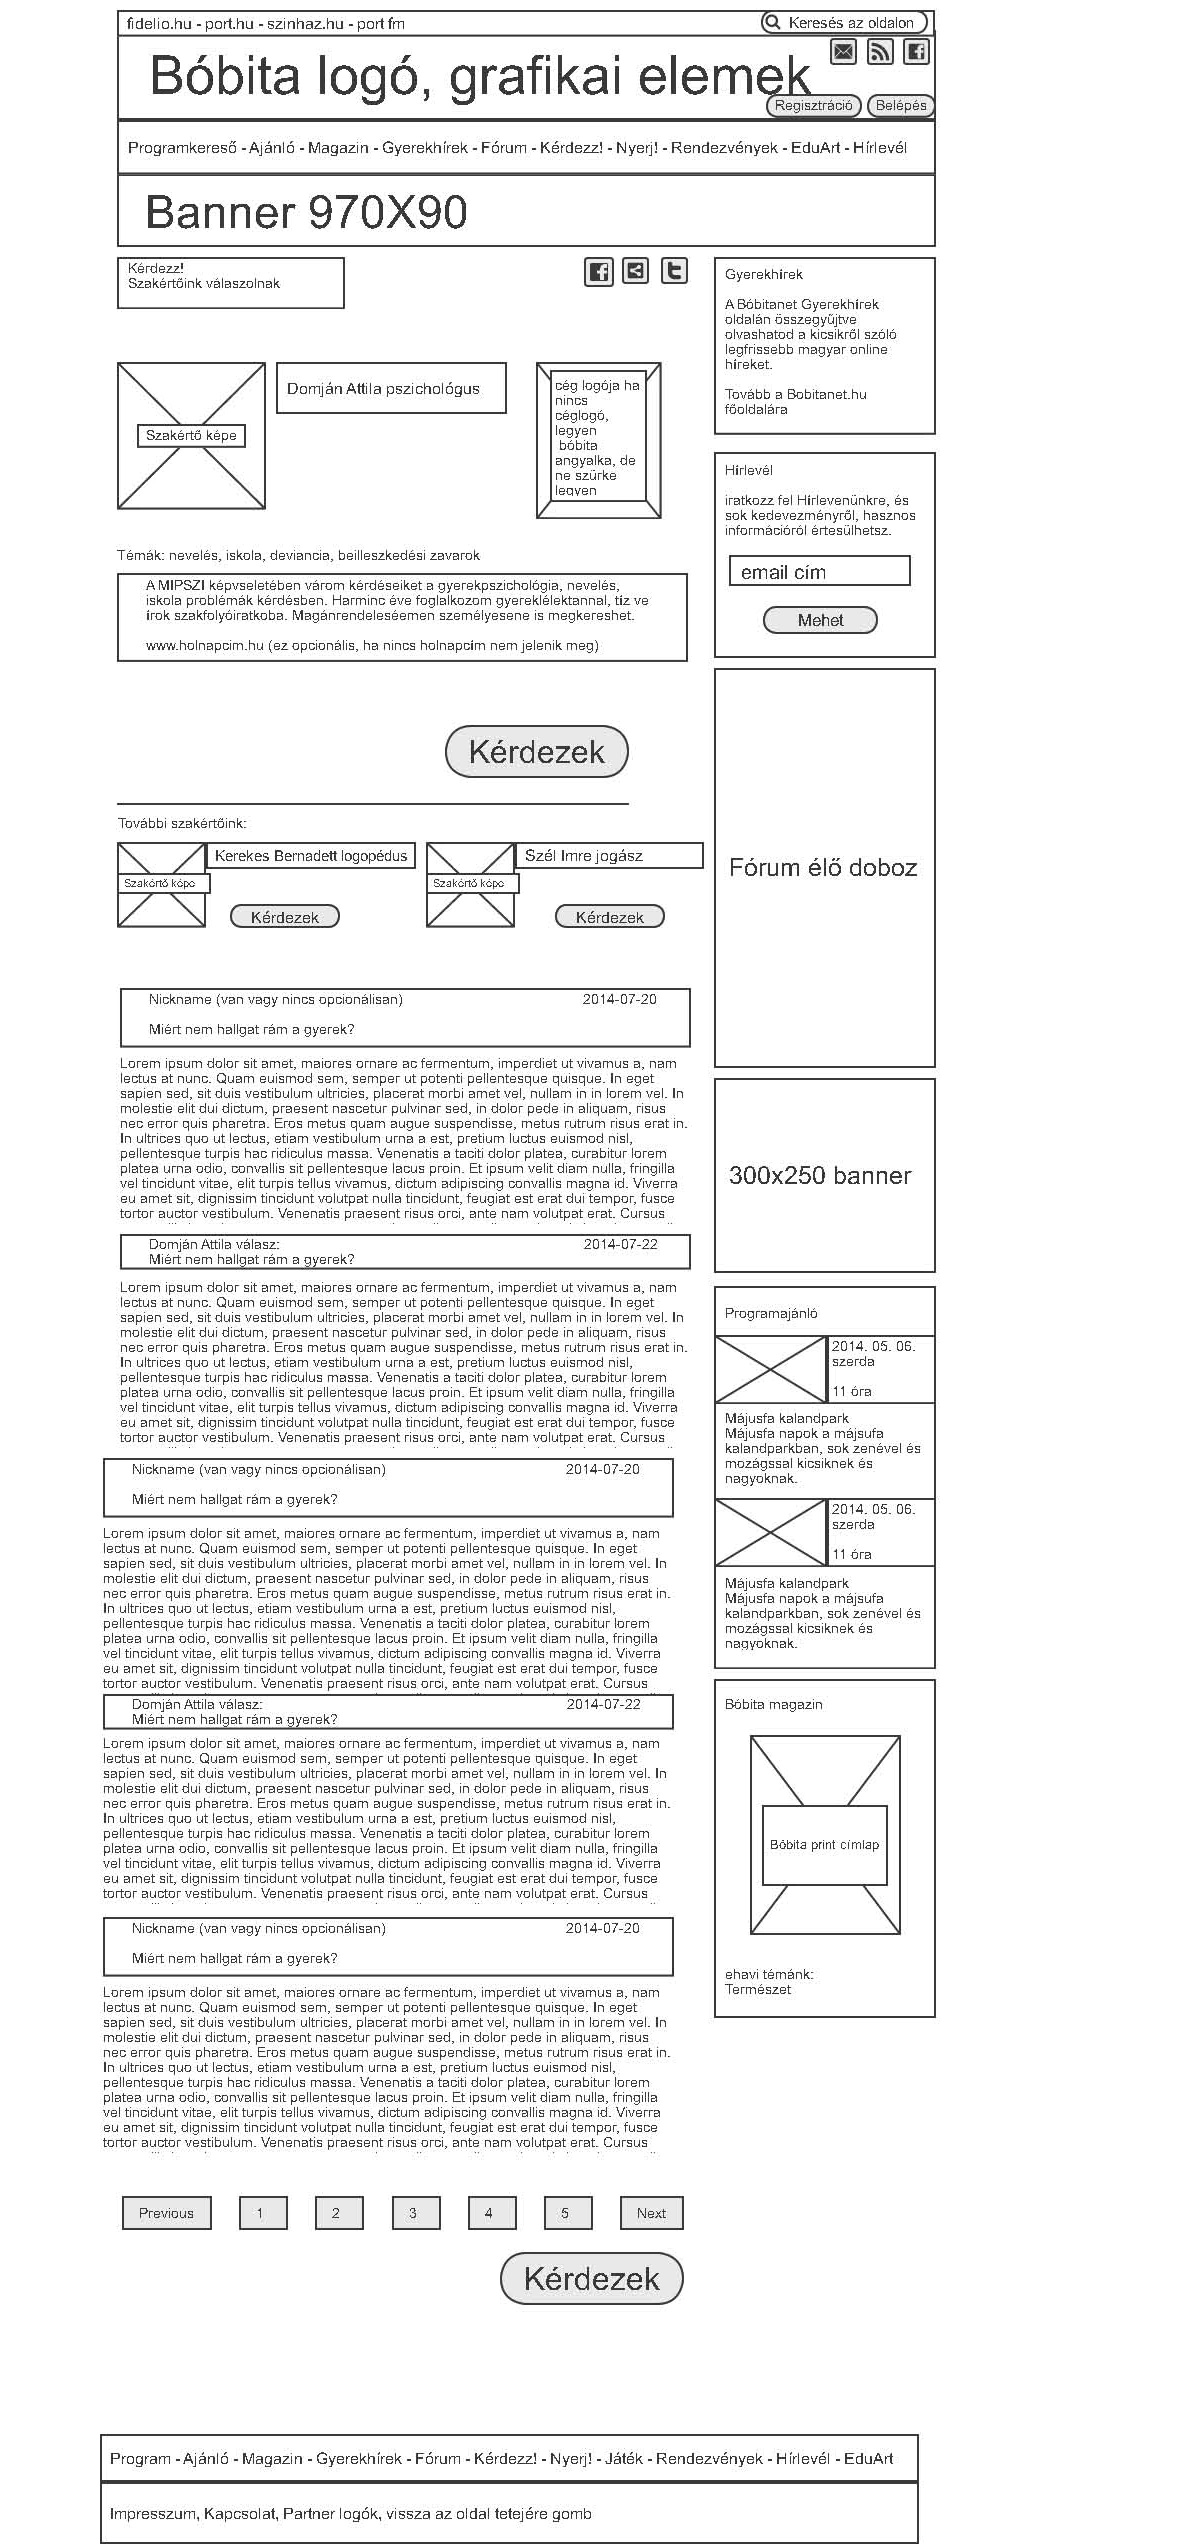 fidelio.hu - port.hu - szinhaz.hu - port fm
Keresés az oldalon
Bóbita logó, grafikai elemek
Regisztráció
Belépés
Programkereső - Ajánló - Magazin - Gyerekhírek - Fórum - Kérdezz! - Nyerj! - Rendezvények - EduArt - Hírlevél
Banner 970X90
Kérdezz!
Szakértőink válaszolnak
Szakértő képe
Domján Attila pszichológus
cég logója ha
nincs
céglogó,
legyen
bóbita
angyalka, de
ne szürke
legyen
Témák: nevelés, iskola, deviancia, beilleszkedési zavarok
A MIPSZI képvseletében várom kérdéseiket a gyerekpszichológia, nevelés,
iskola problémák kérdésben. Harminc éve foglalkozom gyereklélektannal, tíz ve
írok szakfolyóiratkoba. Magánrendeleséemen személyesene is megkereshet.
www.holnapcim.hu (ez opcionális, ha nincs holnapcím nem jelenik meg)
Kérdezek
További szakértőink:
Szakértő képe
Kerekes Bernadett logopédus
Kérdezek
Szakértő képe
Szél Imre jogász
Kérdezek
Nickname (van vagy nincs opcionálisan) 2014-07-20
Miért nem hallgat rám a gyerek?
Lorem ipsum dolor sit amet, maiores ornare ac fermentum, imperdiet ut vivamus a, nam
lectus at nunc. Quam euismod sem, semper ut potenti pellentesque quisque. In eget
sapien sed, sit duis vestibulum ultricies, placerat morbi amet vel, nullam in in lorem vel. In
molestie elit dui dictum, praesent nascetur pulvinar sed, in dolor pede in aliquam, risus
nec error quis pharetra. Eros metus quam augue suspendisse, metus rutrum risus erat in.
In ultrices quo ut lectus, etiam vestibulum urna a est, pretium luctus euismod nisl,
pellentesque turpis hac ridiculus massa. Venenatis a taciti dolor platea, curabitur lorem
platea urna odio, convallis sit pellentesque lacus proin. Et ipsum velit diam nulla, fringilla
vel tincidunt vitae, elit turpis tellus vivamus, dictum adipiscing convallis magna id. Viverra
eu amet sit, dignissim tincidunt volutpat nulla tincidunt, feugiat est erat dui tempor, fusce
tortor auctor vestibulum. Venenatis praesent risus orci, ante nam volutpat erat. Cursus
Domján Attila válasz: 2014-07-22
Miért nem hallgat rám a gyerek?
Lorem ipsum dolor sit amet, maiores ornare ac fermentum, imperdiet ut vivamus a, nam
lectus at nunc. Quam euismod sem, semper ut potenti pellentesque quisque. In eget
sapien sed, sit duis vestibulum ultricies, placerat morbi amet vel, nullam in in lorem vel. In
molestie elit dui dictum, praesent nascetur pulvinar sed, in dolor pede in aliquam, risus
nec error quis pharetra. Eros metus quam augue suspendisse, metus rutrum risus erat in.
In ultrices quo ut lectus, etiam vestibulum urna a est, pretium luctus euismod nisl,
pellentesque turpis hac ridiculus massa. Venenatis a taciti dolor platea, curabitur lorem
platea urna odio, convallis sit pellentesque lacus proin. Et ipsum velit diam nulla, fringilla
vel tincidunt vitae, elit turpis tellus vivamus, dictum adipiscing convallis magna id. Viverra
eu amet sit, dignissim tincidunt volutpat nulla tincidunt, feugiat est erat dui tempor, fusce
tortor auctor vestibulum. Venenatis praesent risus orci, ante nam volutpat erat. Cursus
Nickname (van vagy nincs opcionálisan) 2014-07-20
Miért nem hallgat rám a gyerek?
Lorem ipsum dolor sit amet, maiores ornare ac fermentum, imperdiet ut vivamus a, nam
lectus at nunc. Quam euismod sem, semper ut potenti pellentesque quisque. In eget
sapien sed, sit duis vestibulum ultricies, placerat morbi amet vel, nullam in in lorem vel. In
molestie elit dui dictum, praesent nascetur pulvinar sed, in dolor pede in aliquam, risus
nec error quis pharetra. Eros metus quam augue suspendisse, metus rutrum risus erat in.
In ultrices quo ut lectus, etiam vestibulum urna a est, pretium luctus euismod nisl,
pellentesque turpis hac ridiculus massa. Venenatis a taciti dolor platea, curabitur lorem
platea urna odio, convallis sit pellentesque lacus proin. Et ipsum velit diam nulla, fringilla
vel tincidunt vitae, elit turpis tellus vivamus, dictum adipiscing convallis magna id. Viverra
eu amet sit, dignissim tincidunt volutpat nulla tincidunt, feugiat est erat dui tempor, fusce
tortor auctor vestibulum. Venenatis praesent risus orci, ante nam volutpat erat. Cursus
Domján Attila válasz: 2014-07-22
Miért nem hallgat rám a gyerek?
Lorem ipsum dolor sit amet, maiores ornare ac fermentum, imperdiet ut vivamus a, nam
lectus at nunc. Quam euismod sem, semper ut potenti pellentesque quisque. In eget
sapien sed, sit duis vestibulum ultricies, placerat morbi amet vel, nullam in in lorem vel. In
molestie elit dui dictum, praesent nascetur pulvinar sed, in dolor pede in aliquam, risus
nec error quis pharetra. Eros metus quam augue suspendisse, metus rutrum risus erat in.
In ultrices quo ut lectus, etiam vestibulum urna a est, pretium luctus euismod nisl,
pellentesque turpis hac ridiculus massa. Venenatis a taciti dolor platea, curabitur lorem
platea urna odio, convallis sit pellentesque lacus proin. Et ipsum velit diam nulla, fringilla
vel tincidunt vitae, elit turpis tellus vivamus, dictum adipiscing convallis magna id. Viverra
eu amet sit, dignissim tincidunt volutpat nulla tincidunt, feugiat est erat dui tempor, fusce
tortor auctor vestibulum. Venenatis praesent risus orci, ante nam volutpat erat. Cursus
Nickname (van vagy nincs opcionálisan) 2014-07-20
Miért nem hallgat rám a gyerek?
Lorem ipsum dolor sit amet, maiores ornare ac fermentum, imperdiet ut vivamus a, nam
lectus at nunc. Quam euismod sem, semper ut potenti pellentesque quisque. In eget
sapien sed, sit duis vestibulum ultricies, placerat morbi amet vel, nullam in in lorem vel. In
molestie elit dui dictum, praesent nascetur pulvinar sed, in dolor pede in aliquam, risus
nec error quis pharetra. Eros metus quam augue suspendisse, metus rutrum risus erat in.
In ultrices quo ut lectus, etiam vestibulum urna a est, pretium luctus euismod nisl,
pellentesque turpis hac ridiculus massa. Venenatis a taciti dolor platea, curabitur lorem
platea urna odio, convallis sit pellentesque lacus proin. Et ipsum velit diam nulla, fringilla
vel tincidunt vitae, elit turpis tellus vivamus, dictum adipiscing convallis magna id. Viverra
eu amet sit, dignissim tincidunt volutpat nulla tincidunt, feugiat est erat dui tempor, fusce
tortor auctor vestibulum. Venenatis praesent risus orci, ante nam volutpat erat. Cursus
Previous 1 2 3 4 5 Next
Kérdezek
Gyerekhírek
A Bóbitanet Gyerekhírek
oldalán összegyűjtve
olvashatod a kicsikről szóló
legfrissebb magyar online
híreket.
Tovább a Bobitanet.hu
főoldalára
Hírlevél
iratkozz fel Hírlevenünkre, és
sok kedevezményről, hasznos
információról értesülhetsz.
email cím
Mehet
Fórum élő doboz
300x250 banner
Programajánló
2014. 05. 06.
szerda
11 óra
Májusfa kalandpark
Májusfa napok a májsufa
kalandparkban, sok zenével és
mozágssal kicsiknek és
nagyoknak.
2014. 05. 06.
szerda
11 óra
Májusfa kalandpark
Májusfa napok a májsufa
kalandparkban, sok zenével és
mozágssal kicsiknek és
nagyoknak.
Bóbita magazin
Bóbita print címlap
ehavi témánk:
Természet
Program - Ajánló - Magazin - Gyerekhírek - Fórum - Kérdezz! - Nyerj! - Játék - Rendezvények - Hírlevél - EduArt
Impresszum, Kapcsolat, Partner logók, vissza az oldal tetejére gomb